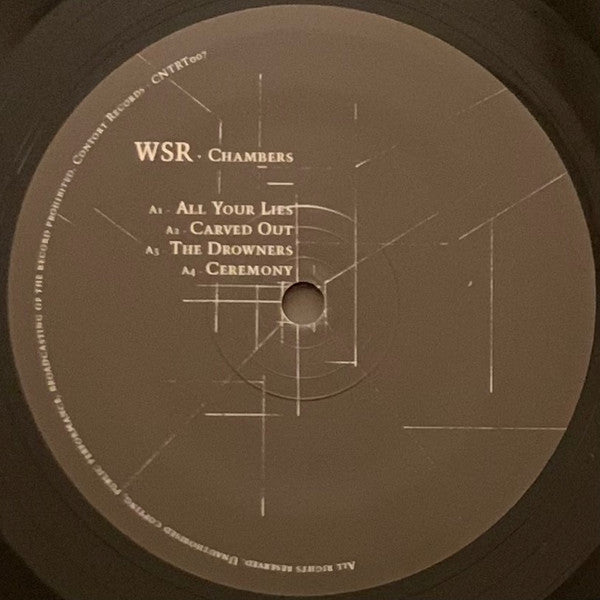 WSR · Chambers
A1 · All Your Lies
A2 · Carved Out
A3 · The Drowners
A4 · Ceremony
All rights reserved. Unauthorised copying, public performance, broadcasting of the record prohibited. Contort Records · CNTRT007